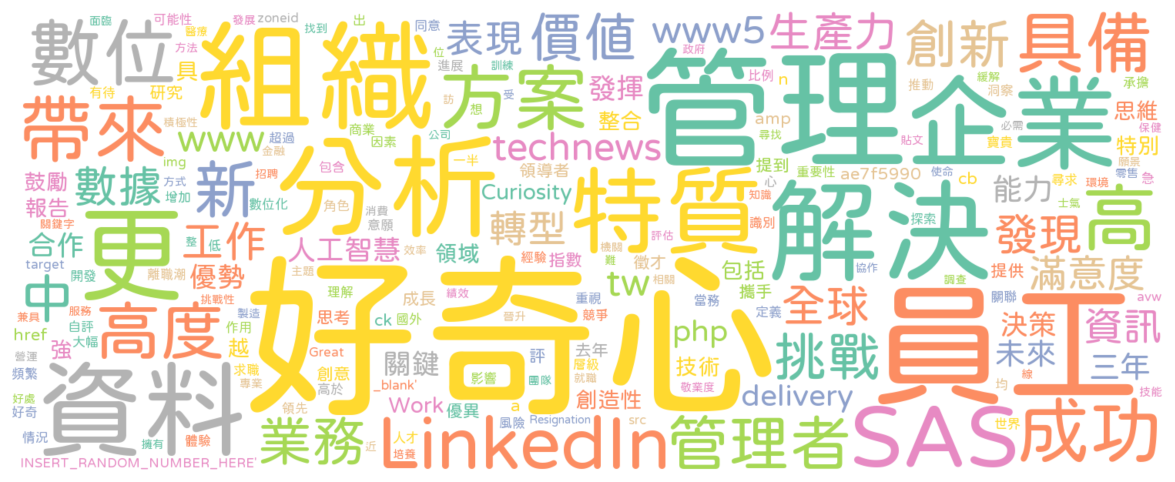 好奇心
組織
管理
員工
企業
解決
分析
特質
資料
更
SAS
LinkedIn
成功
數位
方案
具備
帶來
高度
高
新
中
價值
創新
業務
管理者
挑戰
發現
生產力
表現
www5
www
technews
數據
工作
轉型
全球
滿意度
資訊
tw
php
delivery
Curiosity
人工智慧
領域
關鍵
Work
未來
三年
決策
能力
發揮
整合
思維
特別
鼓勵
報告
合作
優勢
具
研究
強
越
href
target
img
可能性
方法
醫療
面臨
發展
zoneid
找到
出
同意
位
進展
訓練
訪
想
受
政府
比例
n
amp
尋找
推動
緩解
洞察
承擔
必需
寶貴
貼文
保健
願景
有待
積極性
超過
金融
商業
因素
公司
包含
一半
領導者
提到
重要性
心
ae7f5990
使命
cb
尋求
環境
零售
急
士氣
知識
識別
探索
招聘
方式
增加
數位化
角色
消費
意願
關鍵字
整
低
開發
離職潮
主題
效率
經驗
指數
難
機關
評估
徵才
相關
包括
攜手
協作
調查
提供
關聯
avw
兼具
服務
挑戰性
自評
大幅
製造
作用
理解
成長
績效
晉升
重視
競爭
當務
定義
營運
頻繁
求職
專業
Great
思考
創意
高於
ck
國外
_blank'
評
去年
層級
就職
技術
敬業度
影響
團隊
創造性
優異
a
風險
Resignation
src
領先
好處
好奇
情況
擁有
體驗
近
人才
培養
線
均
世界
技能
INSERT_RANDOM_NUMBER_HERE'